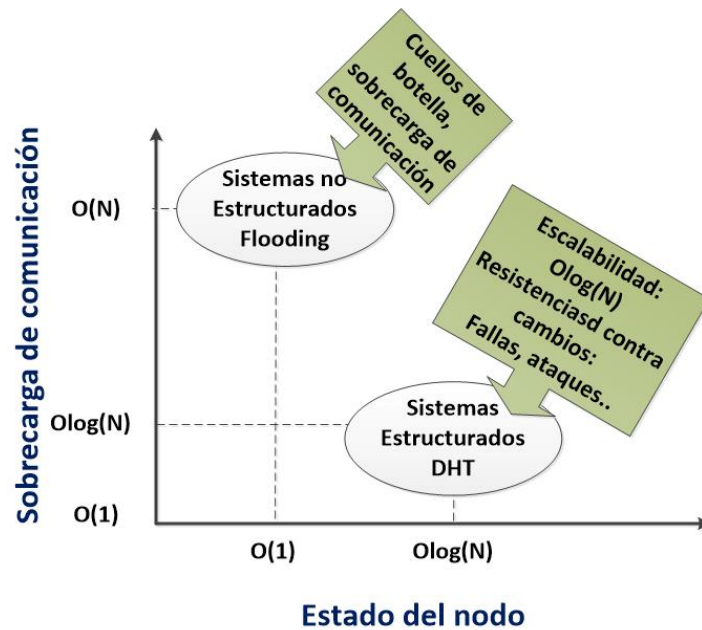 Cuellos de
botella,
sobrecarga de
comunicación
Sobrecarga de comunicación
O(N)
Sistemas no
Estructurados
Flooding
Escalabilidad:
Olog(N)
Resistenciasd contra
cambios:
Fallas, ataques..
Olog(N)
Sistemas
Estructurados
DHT
O(1)
O(1)
Olog(N)
Estado del nodo